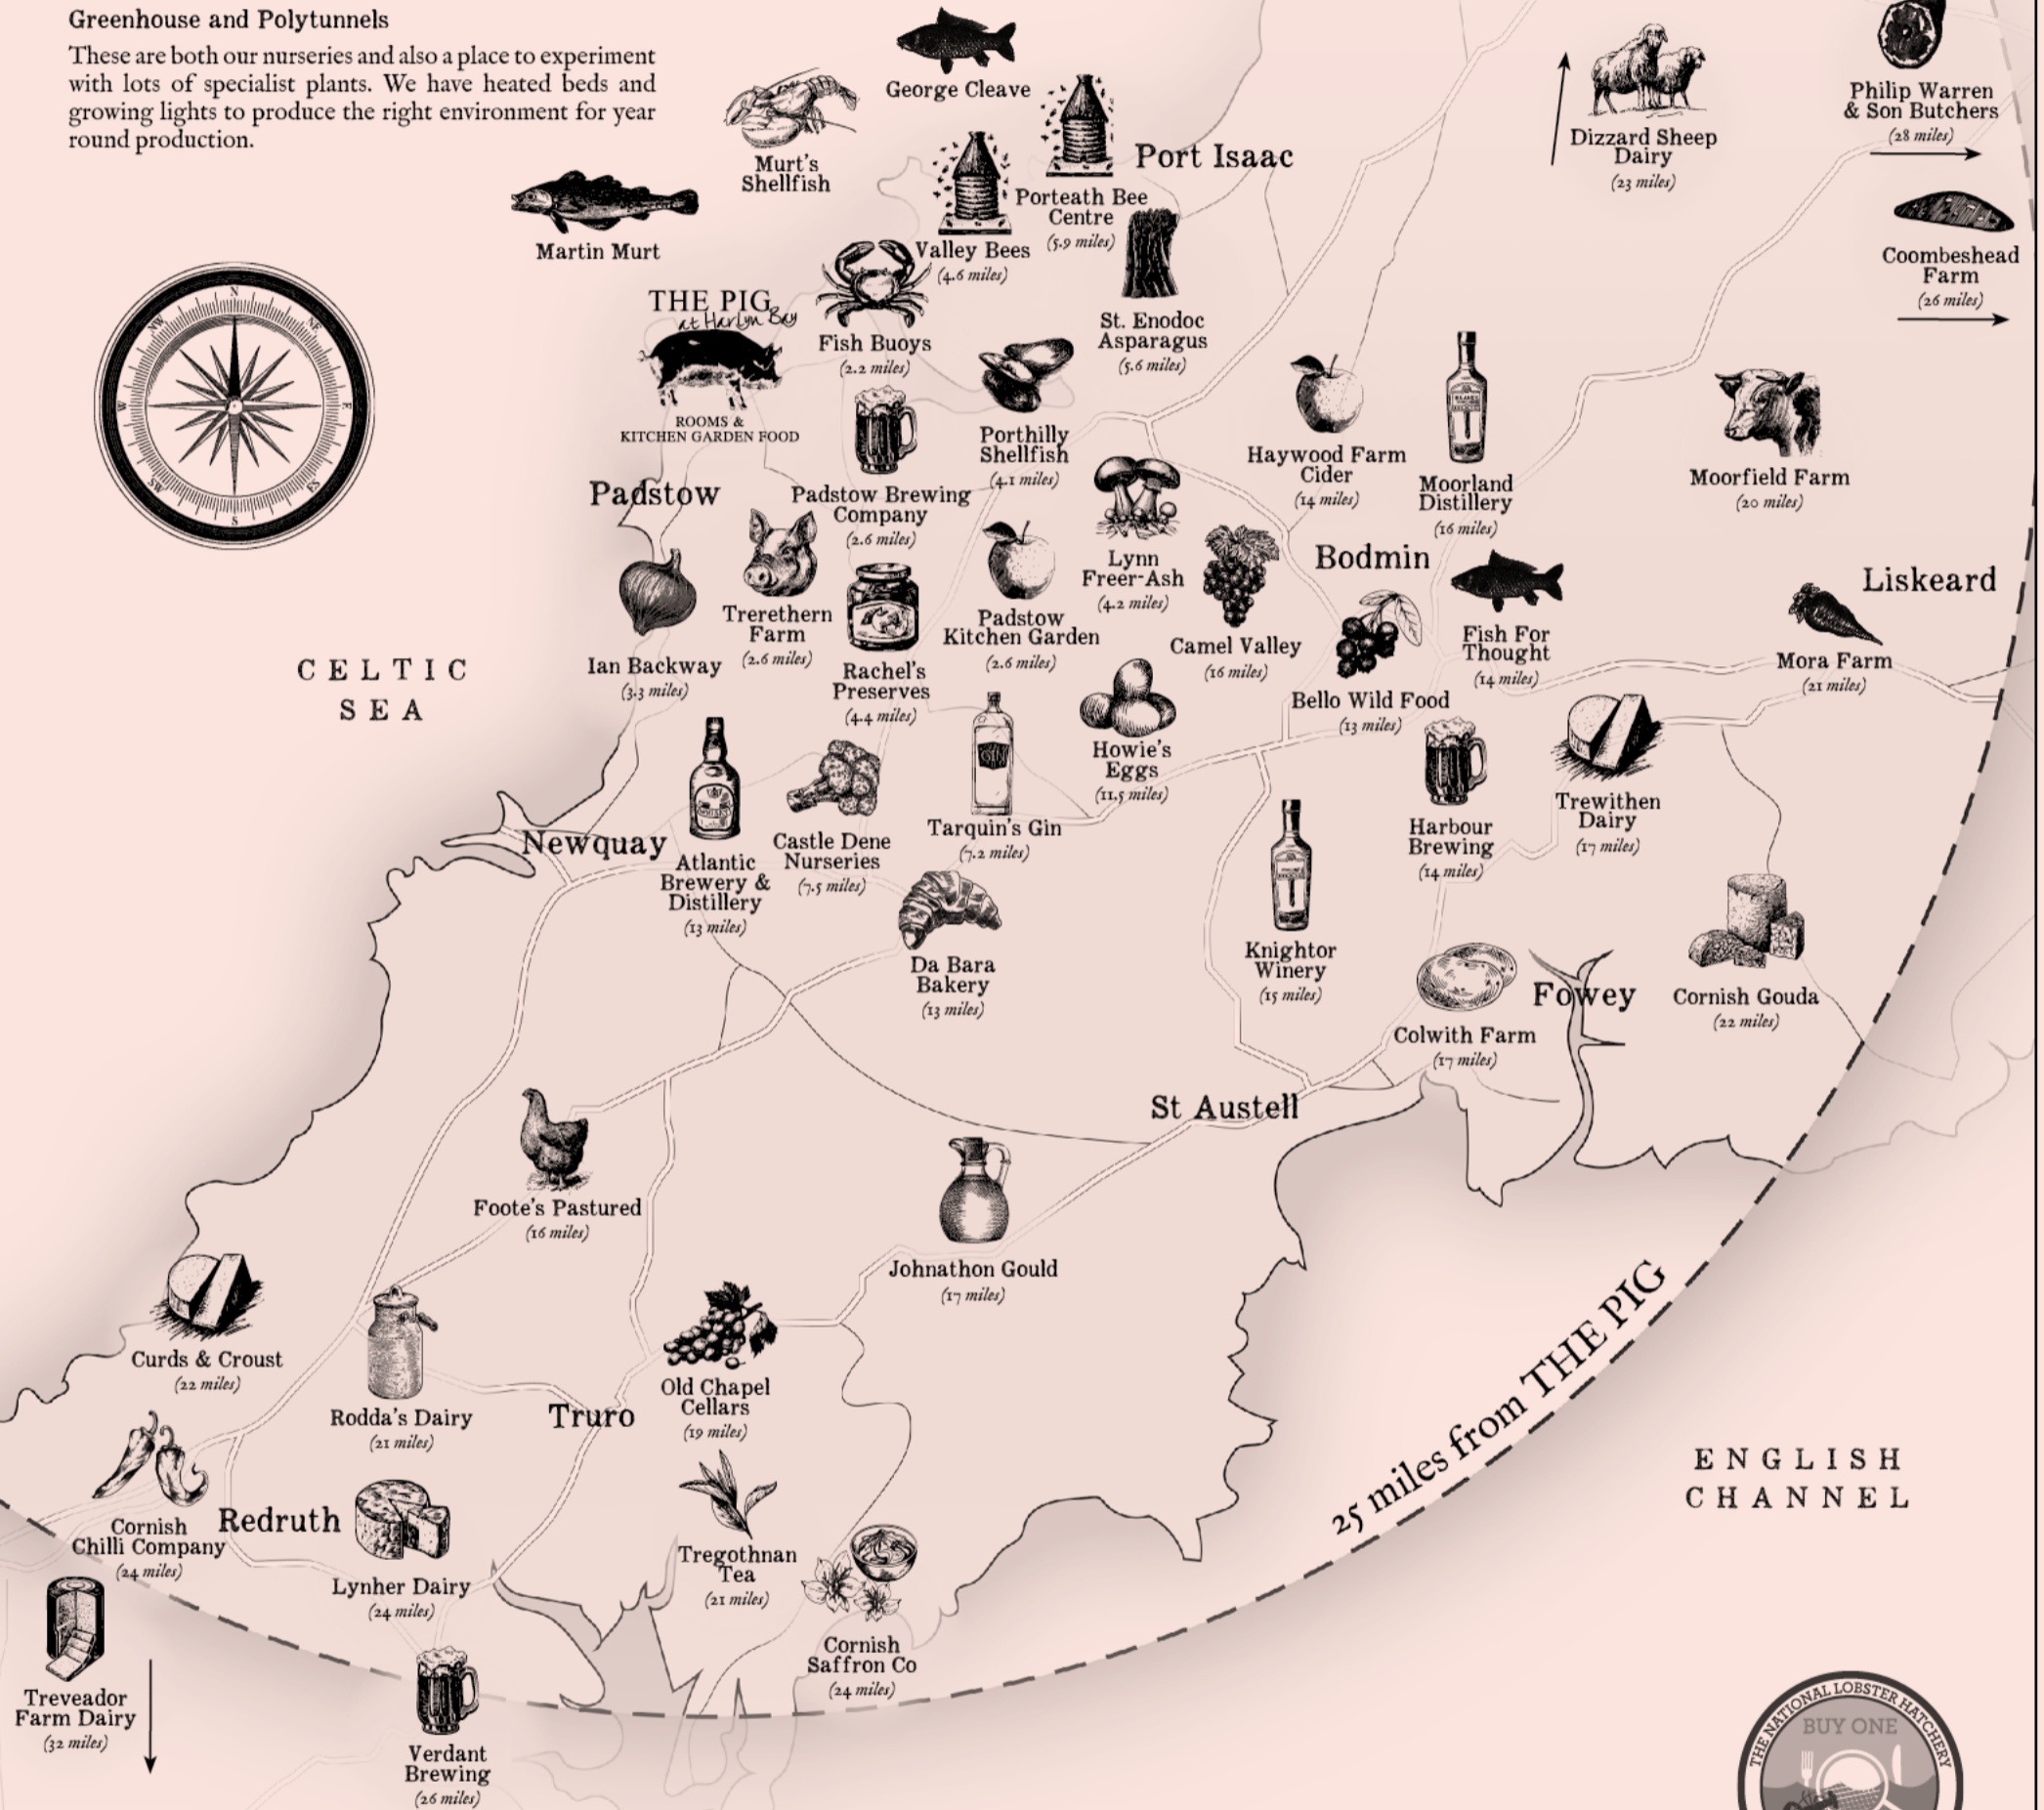 Greenhouse and Polytunnels
These are both our nurseries and also a place to experiment
with lots of specialist plants. We have heated beds and
growing lights to produce the right environment for year
round production.
George Cleave
Murt's
Shellfish
Martin Murt
Port Isaac
Porteath Bee
Centre
(5.9 miles)
Valley Bees
(4.6 miles)
Dizzard Sheep
Dairy
(23 miles)
Philip Warren
& Son Butchers
(28 miles)
Coombeshead
Farm
(26 miles)
N
NE
E
S
SW
W
NW
THE PIG
at Harlyn Bay
ROOMS &
KITCHEN GARDEN FOOD
Fish Buoys
(2.2 miles)
St. Enodoc
Asparagus
(5.6 miles)
Padstow
Padstow Brewing
Company
(2.6 miles)
Porthilly
Shellfish
(4.1 miles)
Haywood Farm
Cider
(14 miles)
Moorland
Distillery
(16 miles)
Moorfield Farm
(20 miles)
Lynn
Freer-Ash
(4.2 miles)
Bodmin
Liskeard
Ian Backway
(3.3 miles)
Trerethern
Farm
(2.6 miles)
Rachel's
Preserves
(4.4 miles)
Padstow
Kitchen Garden
(2.6 miles)
Camel Valley
(16 miles)
Bello Wild Food
(13 miles)
Fish For
Thought
(14 miles)
Mora Farm
(21 miles)
CELTIC
SEA
Howie's
Eggs
(11.5 miles)
Newquay
Atlantic
Brewery &
Distillery
(13 miles)
Castle Dene
Nurseries
(7.5 miles)
GIN
Tarquin's Gin
(7.2 miles)
Harbour
Brewing
(14 miles)
Trewithen
Dairy
(17 miles)
Da Bara
Bakery
(13 miles)
Knightor
Winery
(15 miles)
Colwith Farm
(17 miles)
Fowey
Cornish Gouda
(22 miles)
St Austell
Foote's Pastured
(16 miles)
Johnathon Gould
(17 miles)
Curds & Croust
(22 miles)
Rodda's Dairy
(21 miles)
Truro
Old Chapel
Cellars
(19 miles)
25 miles from THE PIG
ENGLISH
CHANNEL
Cornish
Chilli Company
(24 miles)
Redruth
Lynher Dairy
(24 miles)
Tregothnan
Tea
(21 miles)
Cornish
Saffron Co
(24 miles)
Treveador
Farm Dairy
(32 miles)
Verdant
Brewing
(26 miles)
THE NATIONAL LOBSTER HATCHERY
BUY ONE